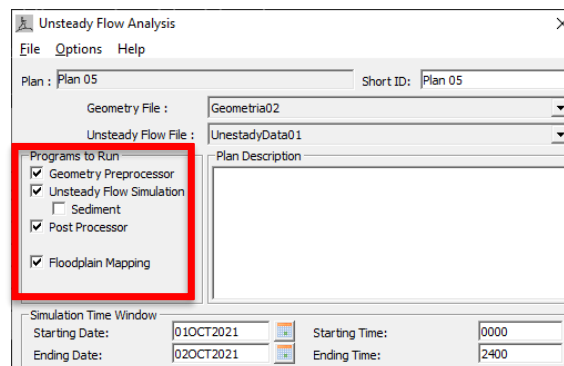 Unsteady Flow Analysis
File Options Help
Plan : Plan 05 Short ID: Plan 05
Geometry File : Geometria02
Unsteady Flow File : UnestadyData01
Programs to Run Plan Description
Geometry Preprocessor
Unsteady Flow Simulation
Sediment
Post Processor
Floodplain Mapping
Simulation Time Window
Starting Date: 01OCT2021 Starting Time: 0000
Ending Date: 02OCT2021 Ending Time: 2400